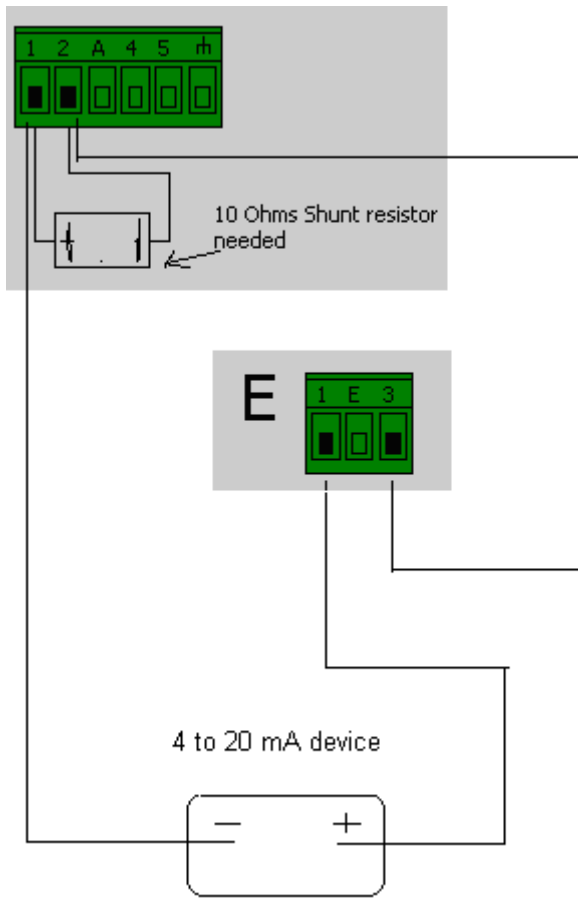 1 2 A 4 5
10 Ohms Shunt resistor
needed
E
1 E 3
4 to 20 mA device
− +